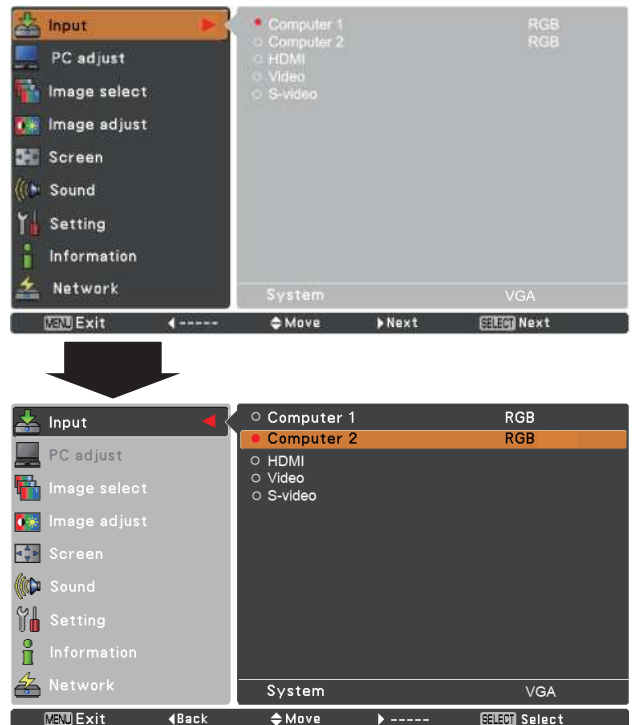 Input
PC adjust
Image select
Image adjust
Screen
Sound
Setting
Information
Network
Computer 1 RGB
Computer 2 RGB
HDMI
Video
S-video
System VGA
MENU Exit ◀----- Move ▶Next SELECT Next
Input
PC adjust
Image select
Image adjust
Screen
Sound
Setting
Information
Network
Computer 1 RGB
Computer 2 RGB
HDMI
Video
S-video
System VGA
MENU Exit ◀Back Move ▶ ----- SELECT Select